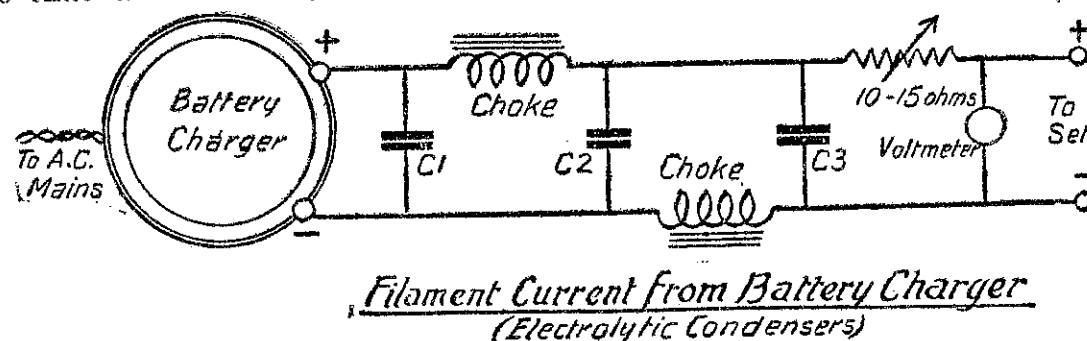 +
Battery
Charger
To A.C.
Mains
−
C1
Choke
C2
Choke
C3
10-15 ohms
Voltmeter
+
To
Set
−
Filament Current from Battery Charger
(Electrolytic Condensers)